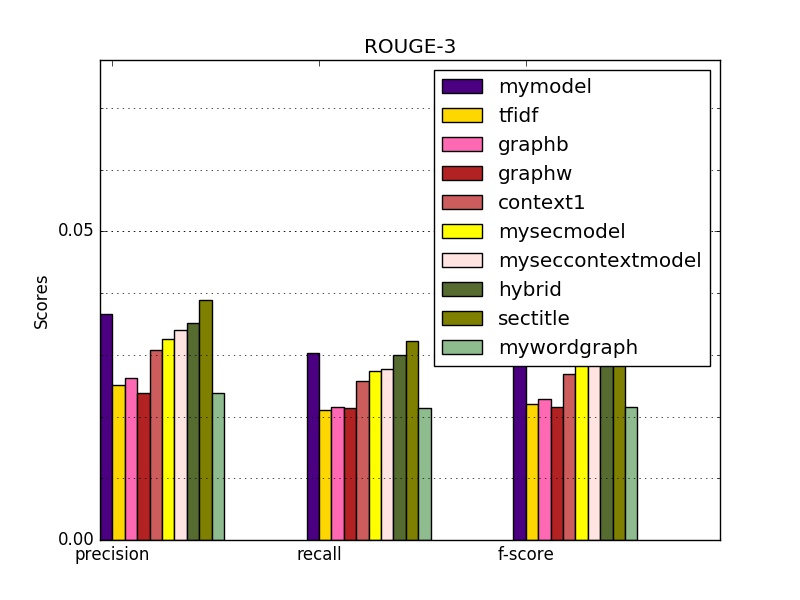 ROUGE-3
mymodel
tfidf
graphb
graphw
context1
mysecmodel
myseccontextmodel
hybrid
sectitle
mywordgraph
0.05
Scores
0.00
precision
recall
f-score